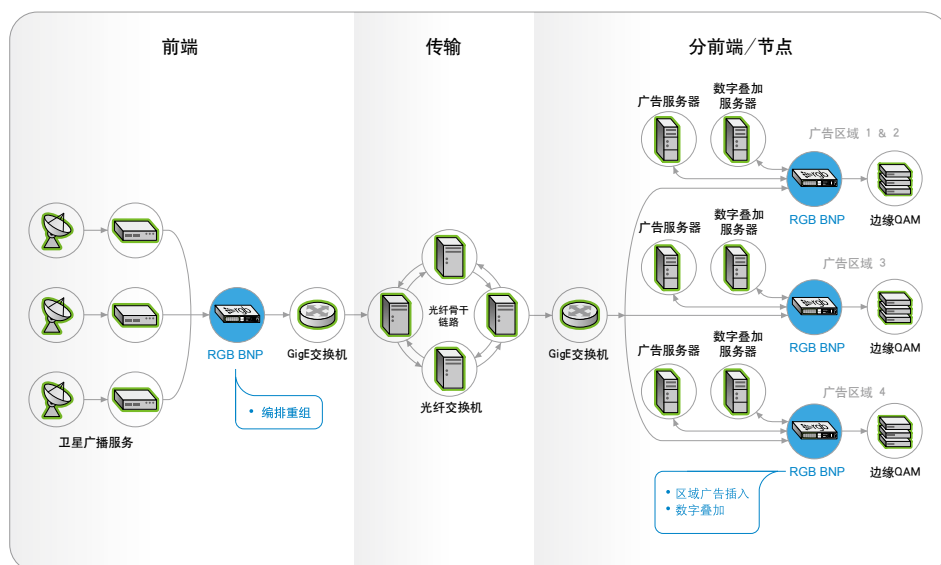 前端
传输
分前端/节点
广告服务器
数字叠加
服务器
广告区域 1 & 2
RGB BNP
边缘QAM
广告服务器
数字叠加
服务器
广告区域 3
RGB BNP
边缘QAM
RGB BNP
GigE交换机
光纤骨干
链路
GigE交换机
广告服务器
数字叠加
服务器
广告区域 4
RGB BNP
边缘QAM
光纤交换机
• 编排重组
卫星广播服务
• 区域广告插入
• 数字叠加